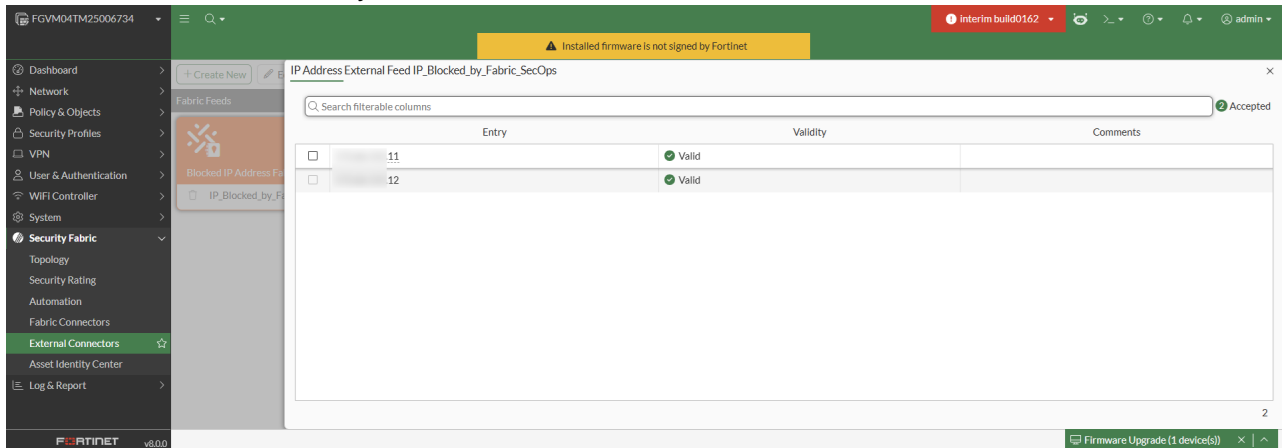 FGVM04TM25006734
interim build0162
>_
admin
Installed firmware is not signed by Fortinet
Dashboard
Network
Policy & Objects
Security Profiles
VPN
User & Authentication
WiFi Controller
System
Security Fabric
Topology
Security Rating
Automation
Fabric Connectors
External Connectors
Asset Identity Center
Log & Report
FORTINET v8.0.0
+ Create New
Fabric Feeds
Blocked IP Address Fa
IP_Blocked_by_Fa
IP Address External Feed IP_Blocked_by_Fabric_SecOps
Search filterable columns
2 Accepted
Entry Validity Comments
11 Valid
12 Valid
2
Firmware Upgrade (1 device(s))